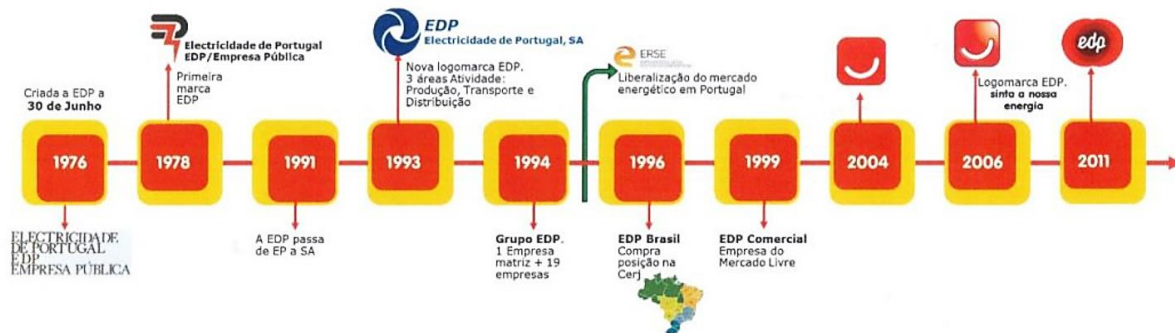 Criada a EDP a
30 de Junho
1976
ELECTRICIDADE
DE PORTUGAL
EDP
EMPRESA PÚBLICA
Electricidade de Portugal
EDP/Empresa Pública
Primeira
marca
EDP
1978
1991
A EDP passa
de EP a SA
EDP
Electricidade de Portugal, SA
Nova logomarca EDP.
3 áreas Atividade:
Produção, Transporte e
Distribuição
1993
1994
Grupo EDP.
1 Empresa
matriz + 19
empresas
ERSE
Liberalização do mercado
energético em Portugal
1996
EDP Brasil
Compra
posição na
Cerj
1999
EDP Comercial
Empresa do
Mercado Livre
2004
Logomarca EDP.
sinta a nossa
energia
2006
edp
2011